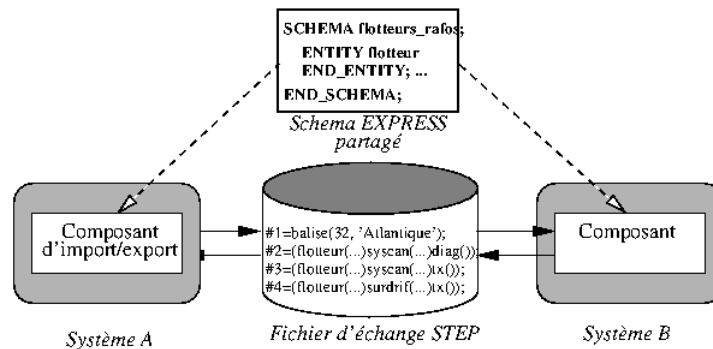 SCHEMA flotteurs_rafos;
ENTITY flotteur
END_ENTITY; ...
END_SCHEMA;
Schema EXPRESS
partagé
Composant
d'import/export
#1=balise(32, 'Atlantique');
#2=(flotteur(...)syscan(...)diag());
#3=(flotteur(...)syscan(...)tx());
#4=(flotteur(...)surdrif(...)tx());
Composant
Système A
Fichier d'échange STEP
Système B